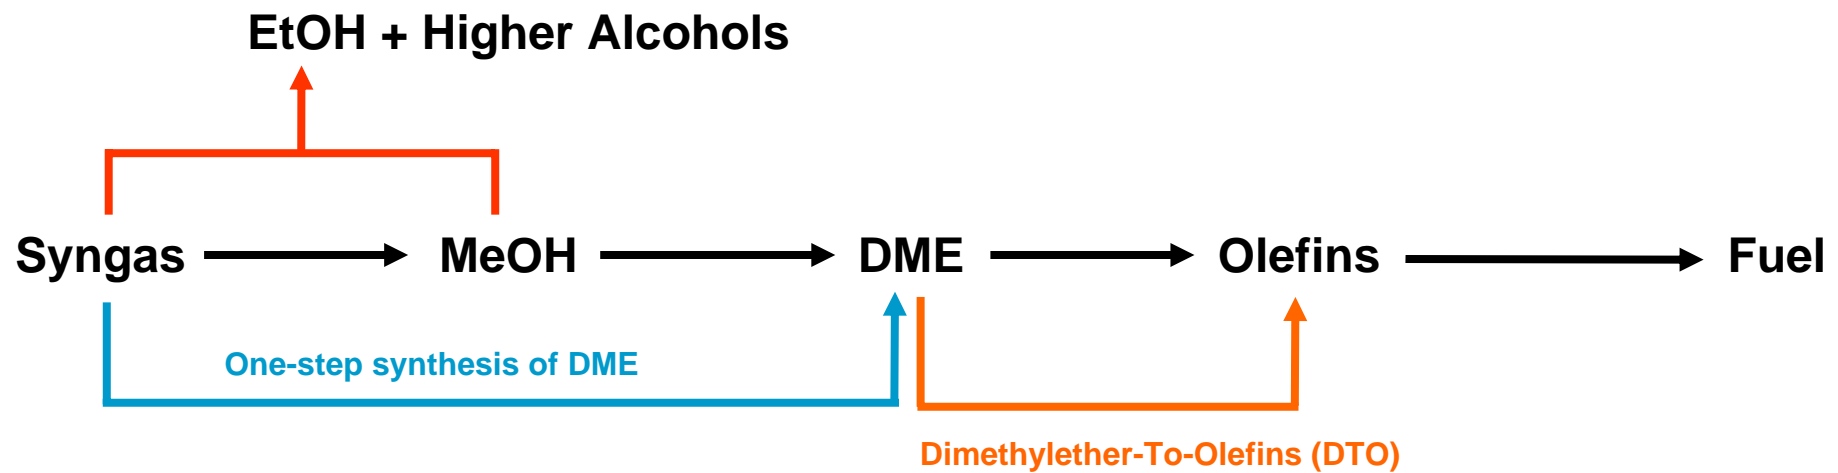 EtOH + Higher Alcohols
Syngas MeOH DME Olefins Fuel
One-step synthesis of DME
Dimethylether-To-Olefins (DTO)